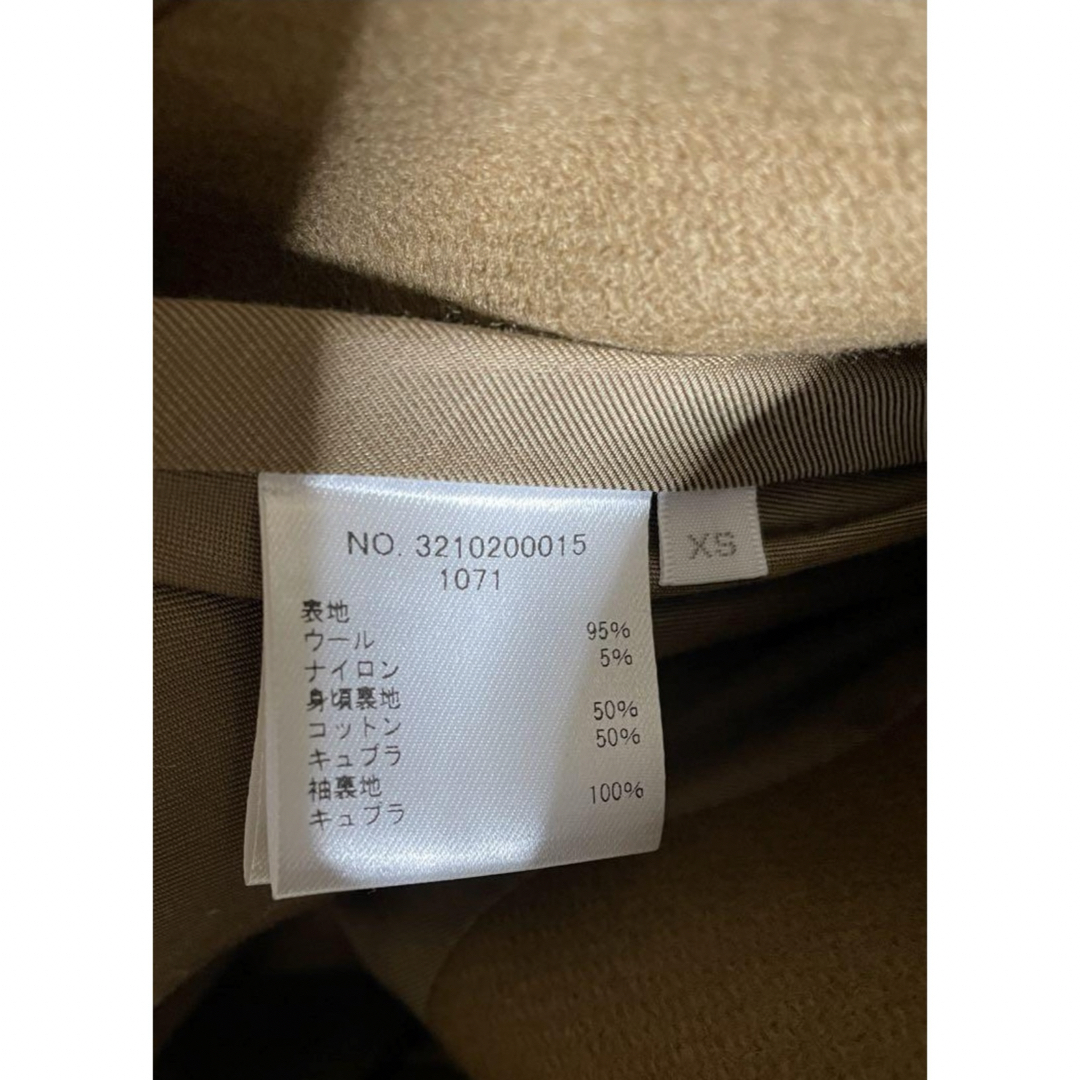 NO. 3210200015
1071
表地
ウール 95%
ナイロン 5%
身頃裏地
コットン 50%
キュプラ 50%
袖裏地
キュプラ 100%
XS